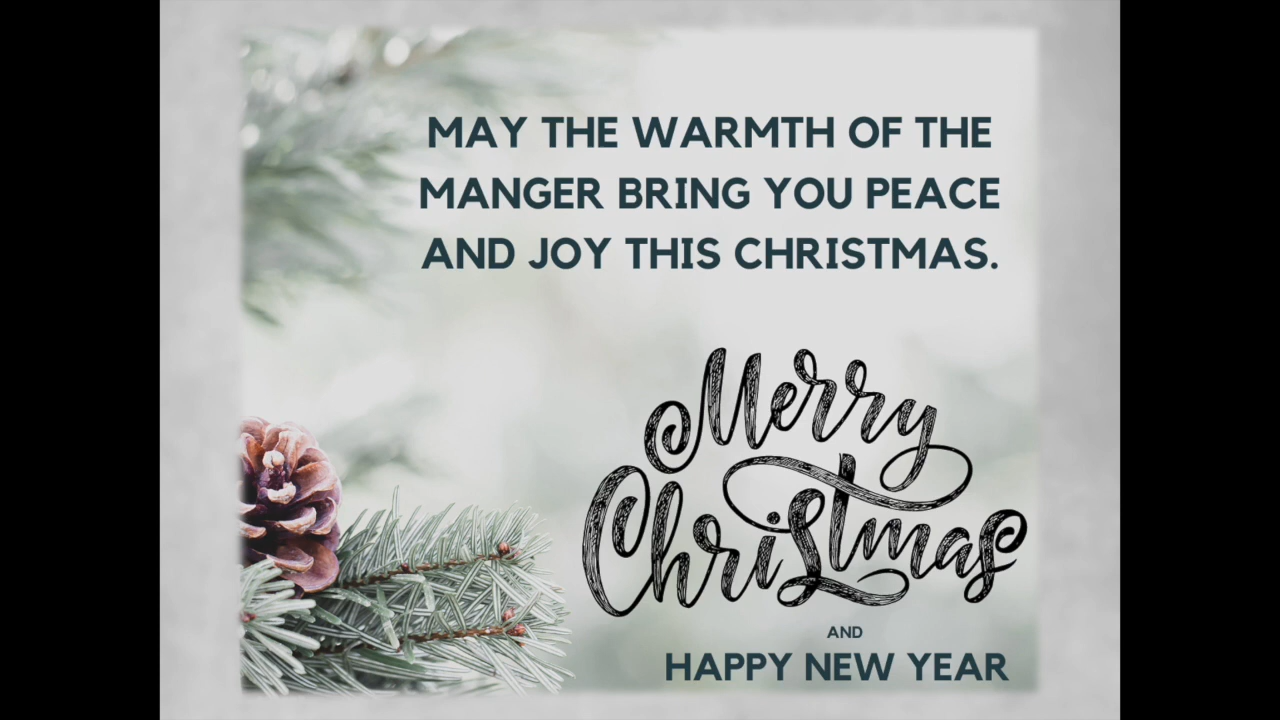 MAY THE WARMTH OF THE
MANGER BRING YOU PEACE
AND JOY THIS CHRISTMAS.
Merry
Christmas
AND
HAPPY NEW YEAR